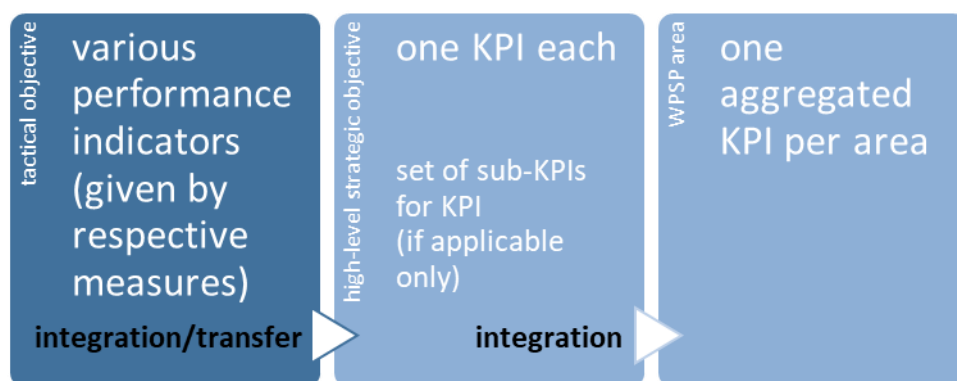 tactical objective
various
performance
indicators
(given by
respective
measures)
integration/transfer
high-level strategic objective
one KPI each
set of sub-KPIs
for KPI
(if applicable
only)
integration
WPSP area
one
aggregated
KPI per area